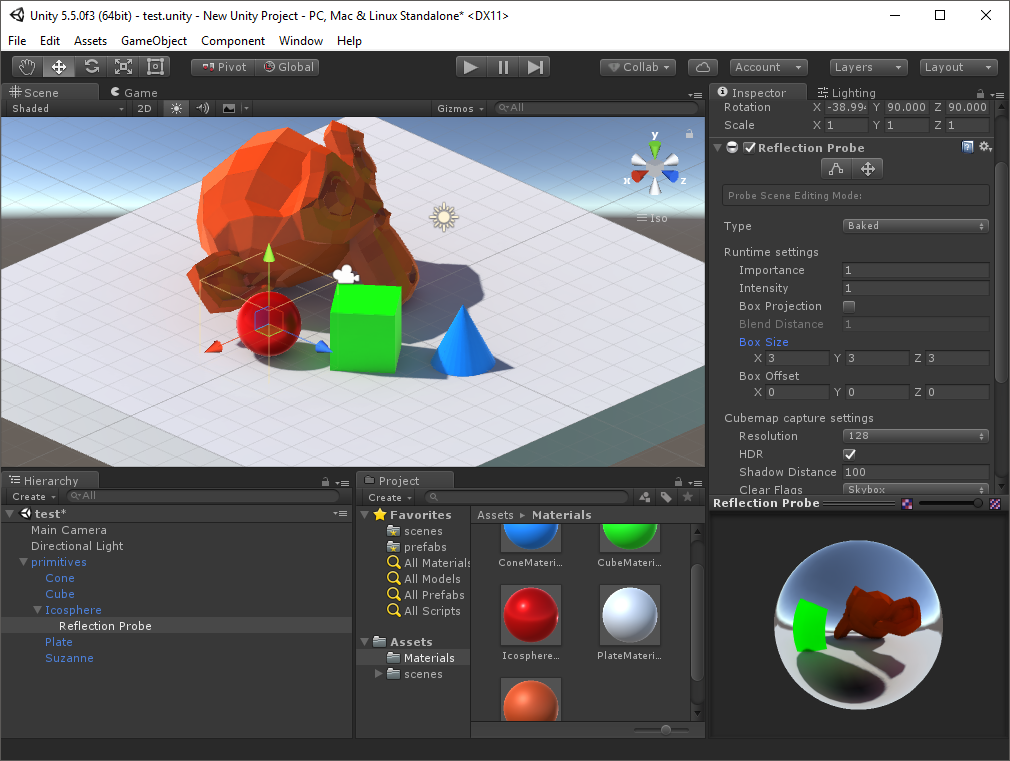 Unity 5.5.0f3 (64bit) - test.unity - New Unity Project - PC, Mac & Linux Standalone* <DX11>
File Edit Assets GameObject Component Window Help
Pivot Global Collab Account Layers Layout
Scene Game
Shaded 2D Gizmos All
y
x z
Iso
Inspector Lighting
Rotation X -38.994 Y 90.000 Z 90.000
Scale X 1 Y 1 Z 1
Reflection Probe
Probe Scene Editing Mode:
Type Baked
Runtime settings
Importance 1
Intensity 1
Box Projection
Blend Distance 1
Box Size
X 3 Y 3 Z 3
Box Offset
X 0 Y 0 Z 0
Cubemap capture settings
Resolution 128
HDR
Shadow Distance 100
Clear Flags Skybox
Reflection Probe
Hierarchy
Create All
test*
Main Camera
Directional Light
primitives
Cone
Cube
Icosphere
Reflection Probe
Plate
Suzanne
Project
Create
Favorites
scenes
prefabs
All Materials
All Models
All Prefabs
All Scripts
Assets
Materials
scenes
Assets ▸ Materials
ConeMateri... CubeMateri...
Icosphere... PlateMateri...